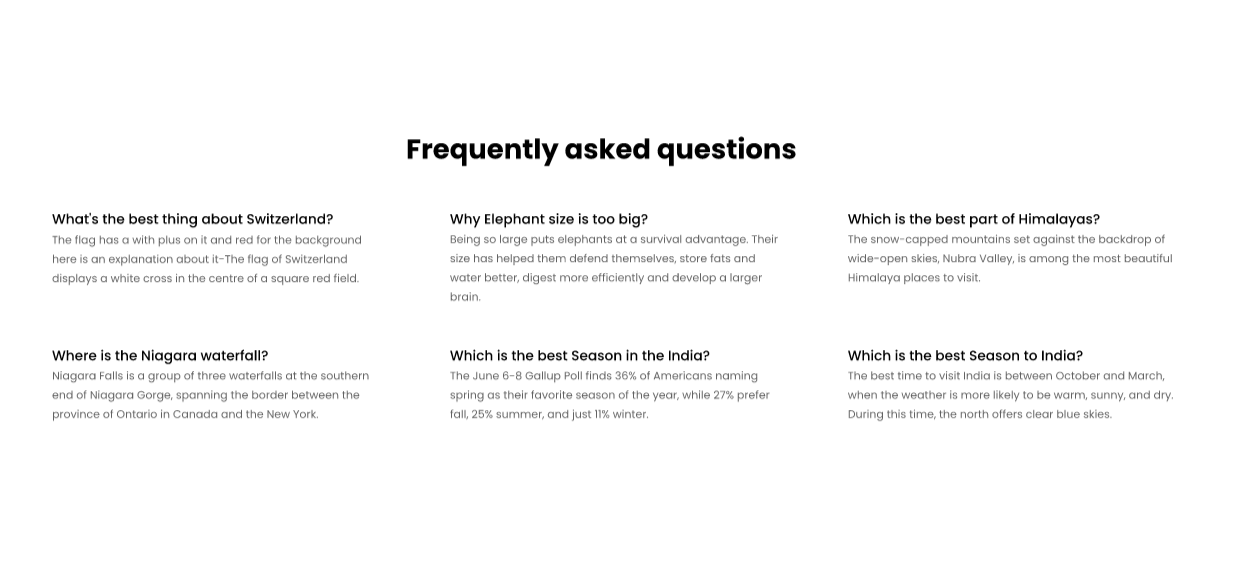 Frequently asked questions
What's the best thing about Switzerland?
The flag has a with plus on it and red for the background
here is an explanation about it-The flag of Switzerland
displays a white cross in the centre of a square red field.
Why Elephant size is too big?
Being so large puts elephants at a survival advantage. Their
size has helped them defend themselves, store fats and
water better, digest more efficiently and develop a larger
brain.
Which is the best part of Himalayas?
The snow-capped mountains set against the backdrop of
wide-open skies, Nubra Valley, is among the most beautiful
Himalaya places to visit.
Where is the Niagara waterfall?
Niagara Falls is a group of three waterfalls at the southern
end of Niagara Gorge, spanning the border between the
province of Ontario in Canada and the New York.
Which is the best Season in the India?
The June 6-8 Gallup Poll finds 36% of Americans naming
spring as their favorite season of the year, while 27% prefer
fall, 25% summer, and just 11% winter.
Which is the best Season to India?
The best time to visit India is between October and March,
when the weather is more likely to be warm, sunny, and dry.
During this time, the north offers clear blue skies.